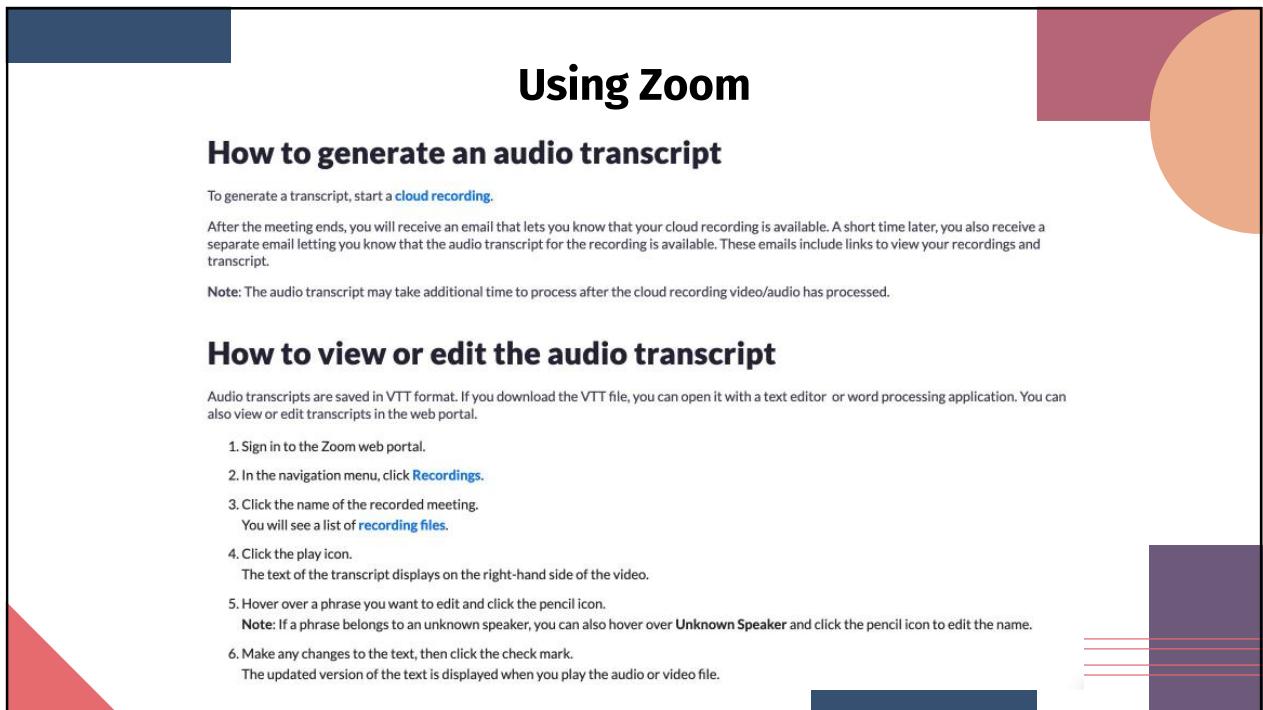 Using Zoom
How to generate an audio transcript
To generate a transcript, start a cloud recording.
After the meeting ends, you will receive an email that lets you know that your cloud recording is available. A short time later, you also receive a
separate email letting you know that the audio transcript for the recording is available. These emails include links to view your recordings and
transcript.
Note: The audio transcript may take additional time to process after the cloud recording video/audio has processed.
How to view or edit the audio transcript
Audio transcripts are saved in VTT format. If you download the VTT file, you can open it with a text editor or word processing application. You can
also view or edit transcripts in the web portal.
1. Sign in to the Zoom web portal.
2. In the navigation menu, click Recordings.
3. Click the name of the recorded meeting.
You will see a list of recording files.
4. Click the play icon.
The text of the transcript displays on the right-hand side of the video.
5. Hover over a phrase you want to edit and click the pencil icon.
Note: If a phrase belongs to an unknown speaker, you can also hover over Unknown Speaker and click the pencil icon to edit the name.
6. Make any changes to the text, then click the check mark.
The updated version of the text is displayed when you play the audio or video file.